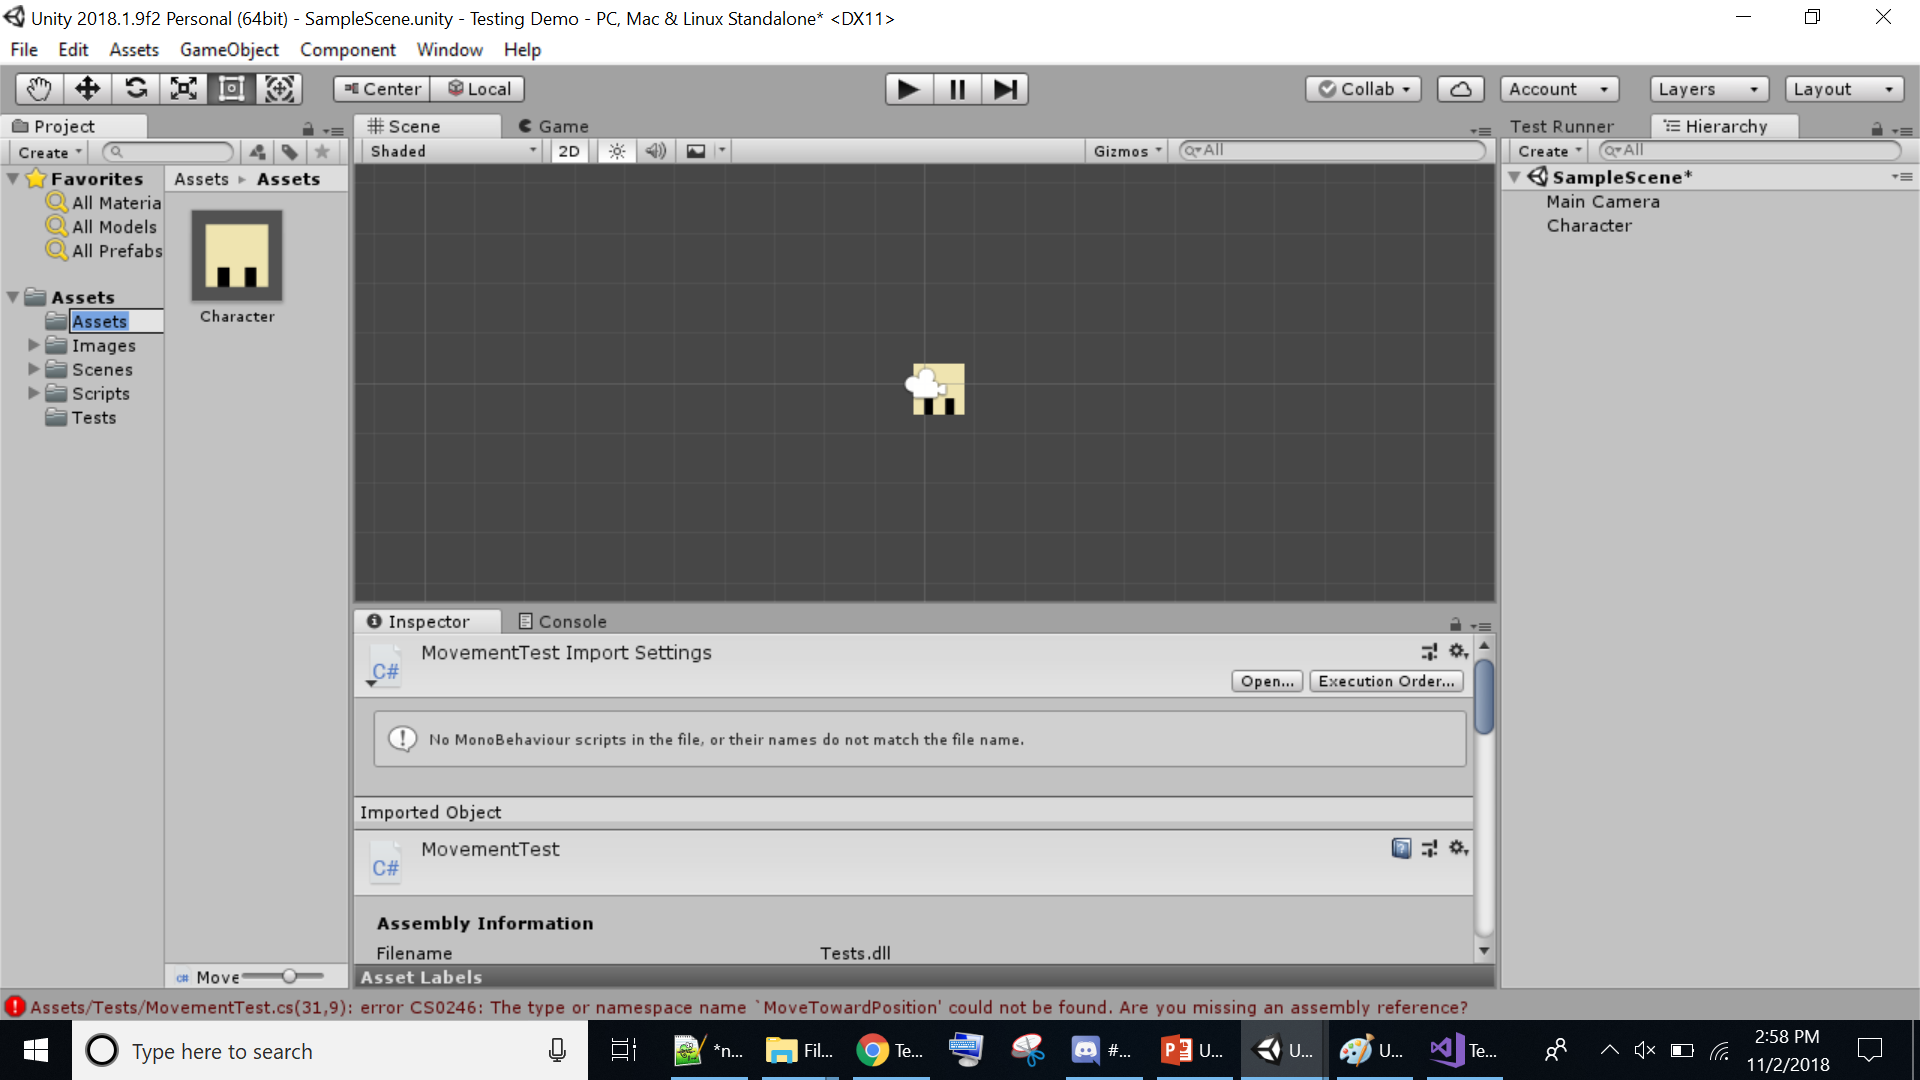 Unity 2018.1.9f2 Personal (64bit) - SampleScene.unity - Testing Demo - PC, Mac & Linux Standalone* <DX11>
File Edit Assets GameObject Component Window Help
Center Local Collab Account Layers Layout
Project Scene Game Test Runner Hierarchy
Create Shaded 2D Gizmos All Create All
Favorites Assets Assets SampleScene*
All Materia Main Camera
All Models Character
All Prefabs
Character
Assets
Assets
Images
Scenes
Scripts
Tests
Inspector Console
MovementTest Import Settings
C#
Open... Execution Order...
No MonoBehaviour scripts in the file, or their names do not match the file name.
Imported Object
MovementTest
C#
Assembly Information
Filename Tests.dll
C# Move Asset Labels
Assets/Tests/MovementTest.cs(31,9): error CS0246: The type or namespace name `MoveTowardPosition' could not be found. Are you missing an assembly reference?
Type here to search *n... Fil... Te... #... U... U... U... Te... 2:58 PM
11/2/2018